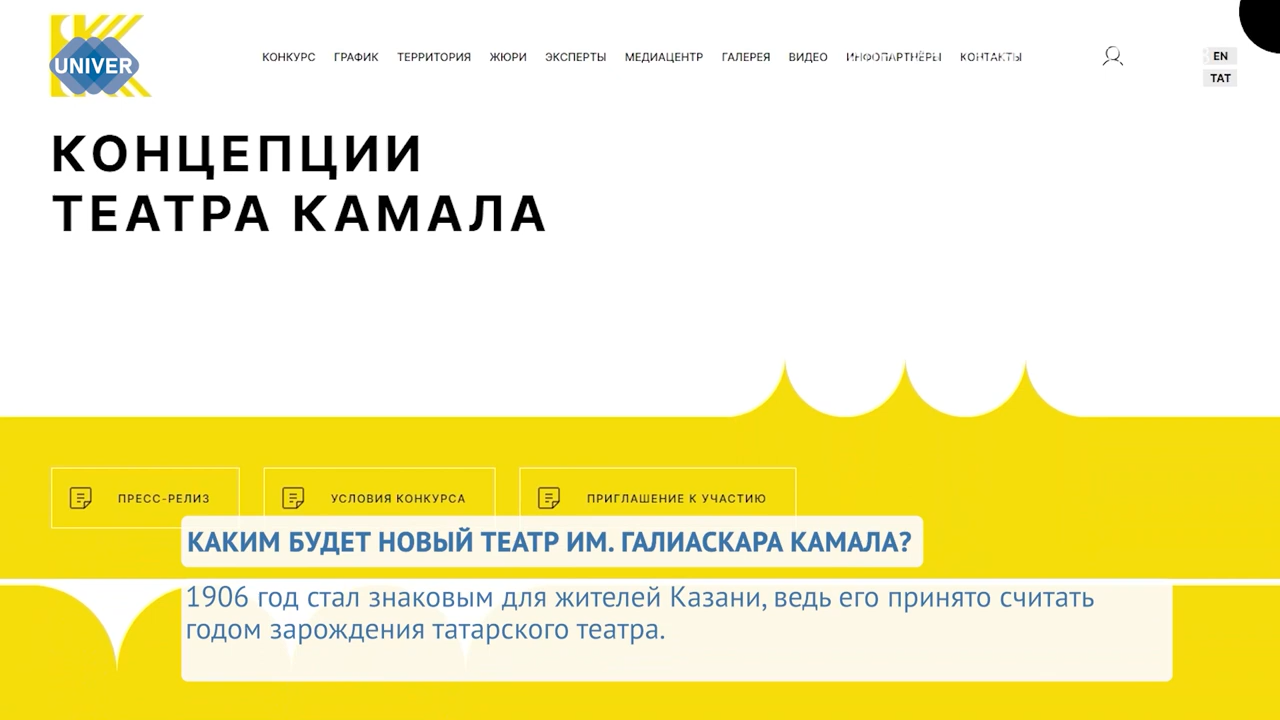 UNIVER
КОНКУРС ГРАФИК ТЕРРИТОРИЯ ЖЮРИ ЭКСПЕРТЫ МЕДИАЦЕНТР ГАЛЕРЕЯ ВИДЕО ИНФОПАРТНЁРЫ КОНТАКТЫ
EN
TAT
КОНЦЕПЦИИ
ТЕАТРА КАМАЛА
ПРЕСС-РЕЛИЗ УСЛОВИЯ КОНКУРСА ПРИГЛАШЕНИЕ К УЧАСТИЮ
КАКИМ БУДЕТ НОВЫЙ ТЕАТР ИМ. ГАЛИАСКАРА КАМАЛА?
1906 год стал знаковым для жителей Казани, ведь его принято считать
годом зарождения татарского театра.